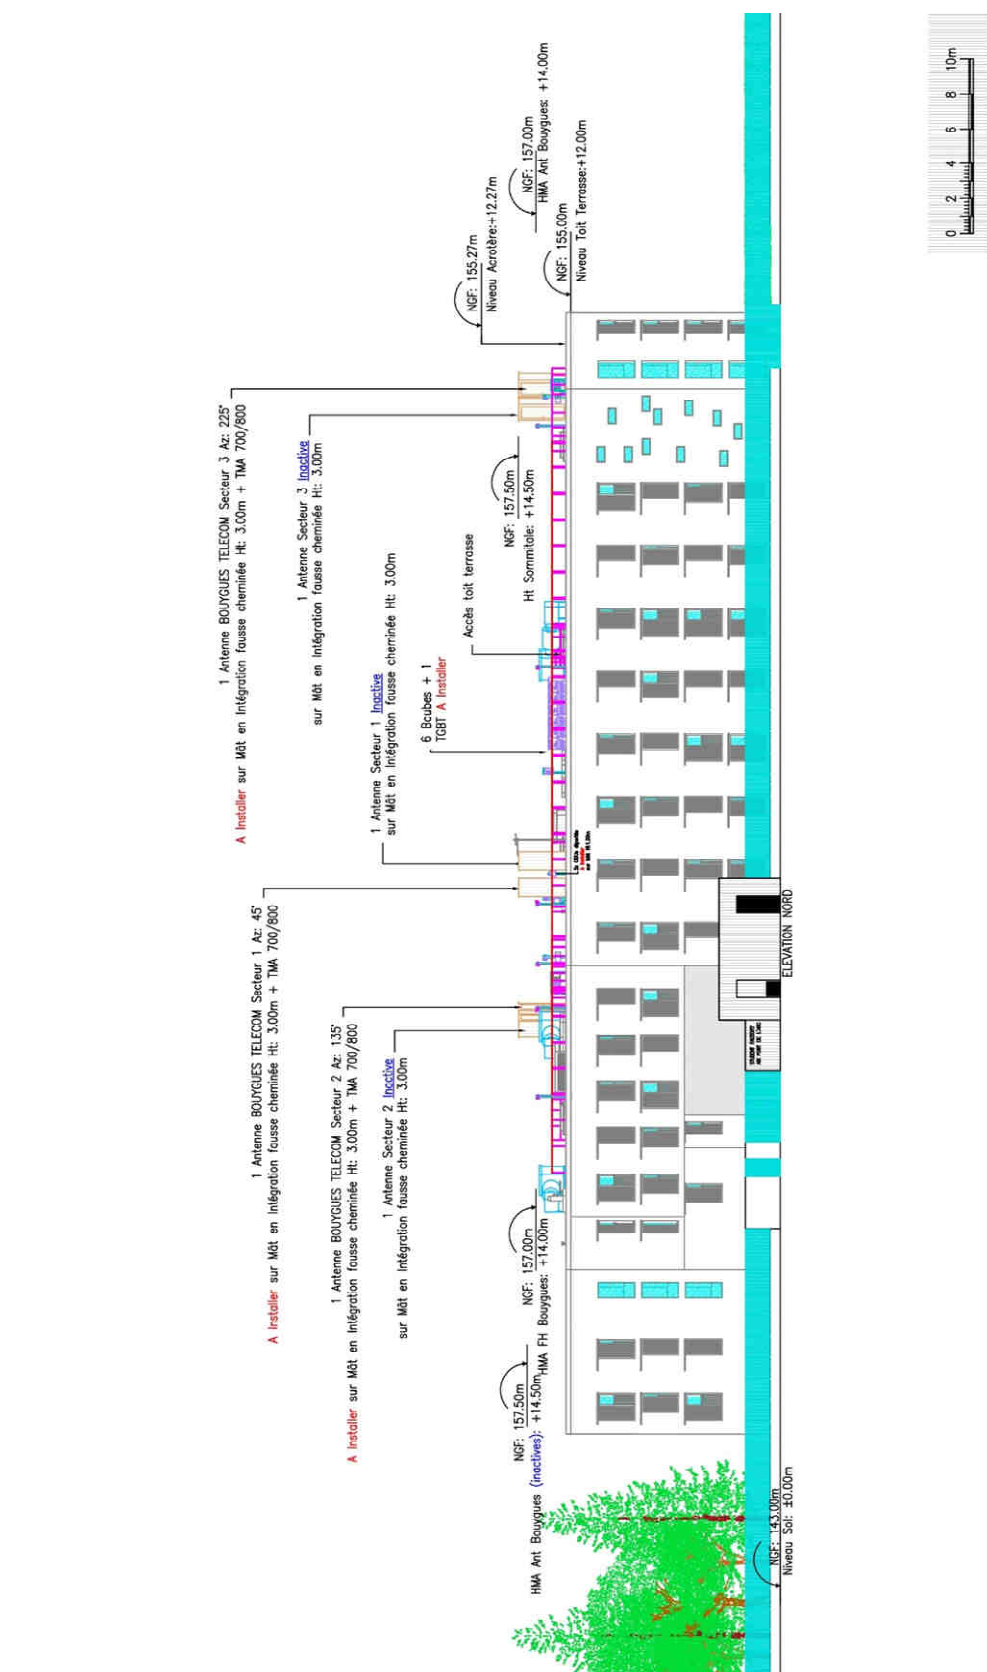 1 Antenne BOUYGUES TELECOM Secteur 3 Az: 225°
A Installer sur Mât en Intégration fausse cheminée Ht: 3.00m + TMA 700/800
1 Antenne Secteur 3 Inactive
sur Mât en Intégration fausse cheminée Ht: 3.00m
1 Antenne BOUYGUES TELECOM Secteur 1 Az: 45°
A Installer sur Mât en Intégration fausse cheminée Ht: 3.00m + TMA 700/800
1 Antenne BOUYGUES TELECOM Secteur 2 Az: 135°
A Installer sur Mât en Intégration fausse cheminée Ht: 3.00m + TMA 700/800
1 Antenne Secteur 1 Inactive
sur Mât en Intégration fausse cheminée Ht: 3.00m
1 Antenne Secteur 2 Inactive
sur Mât en Intégration fausse cheminée Ht: 3.00m
6 Bcubes + 1
TGBT A Installer
Accès toit terrasse
NGF: 155.27m
Niveau Acrotère:+12.27m
NGF: 157.50m
Ht Sommitale: +14.50m
NGF: 157.00m
HMA Ant Bouygues: +14.00m
NGF: 155.00m
Niveau Toit Terrasse:+12.00m
NGF: 157.00m
HMA FH Bouygues: +14.00m
NGF: 157.50m
HMA Ant Bouygues (inactives): +14.50m
A Installer
ELEVATION NORD
NGF: 143.00m
Niveau Sol: ±0.00m
0 2 4 6 8 10m